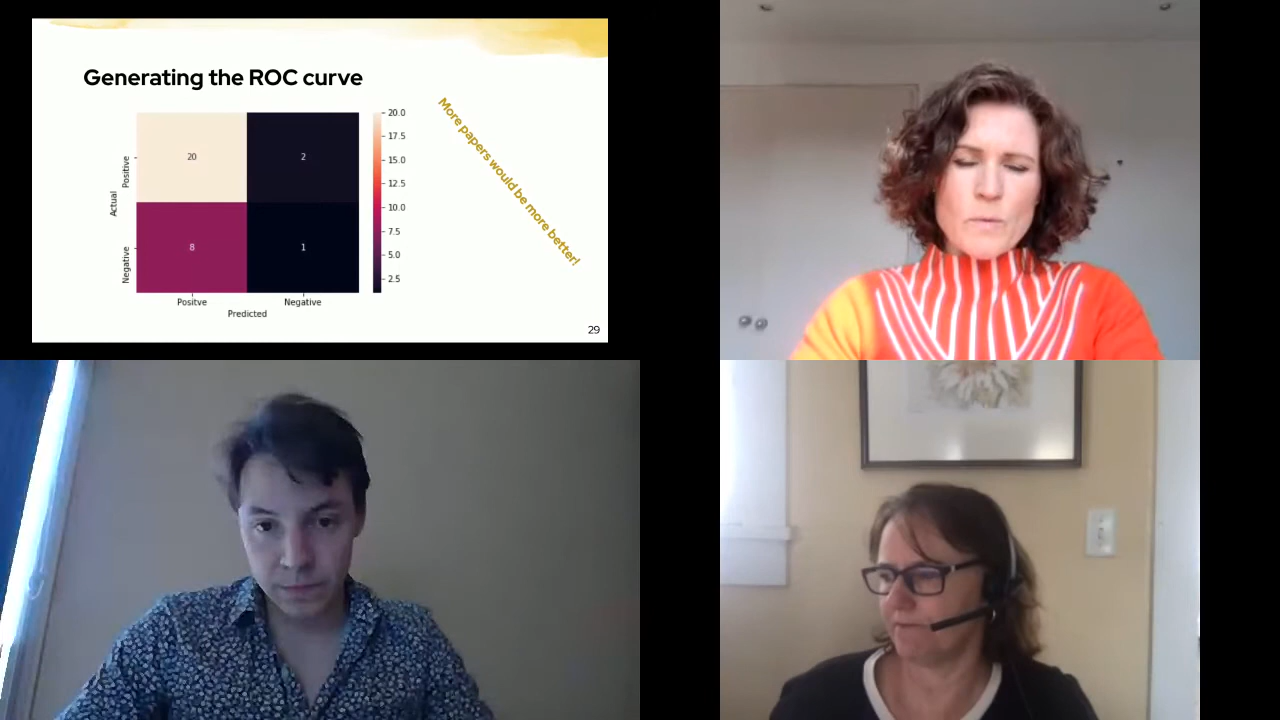 Generating the ROC curve
More papers would be more better!
20
2
8
1
Positive
Negative
Actual
Positve
Negative
Predicted
20.0
17.5
15.0
12.5
10.0
7.5
5.0
2.5
29